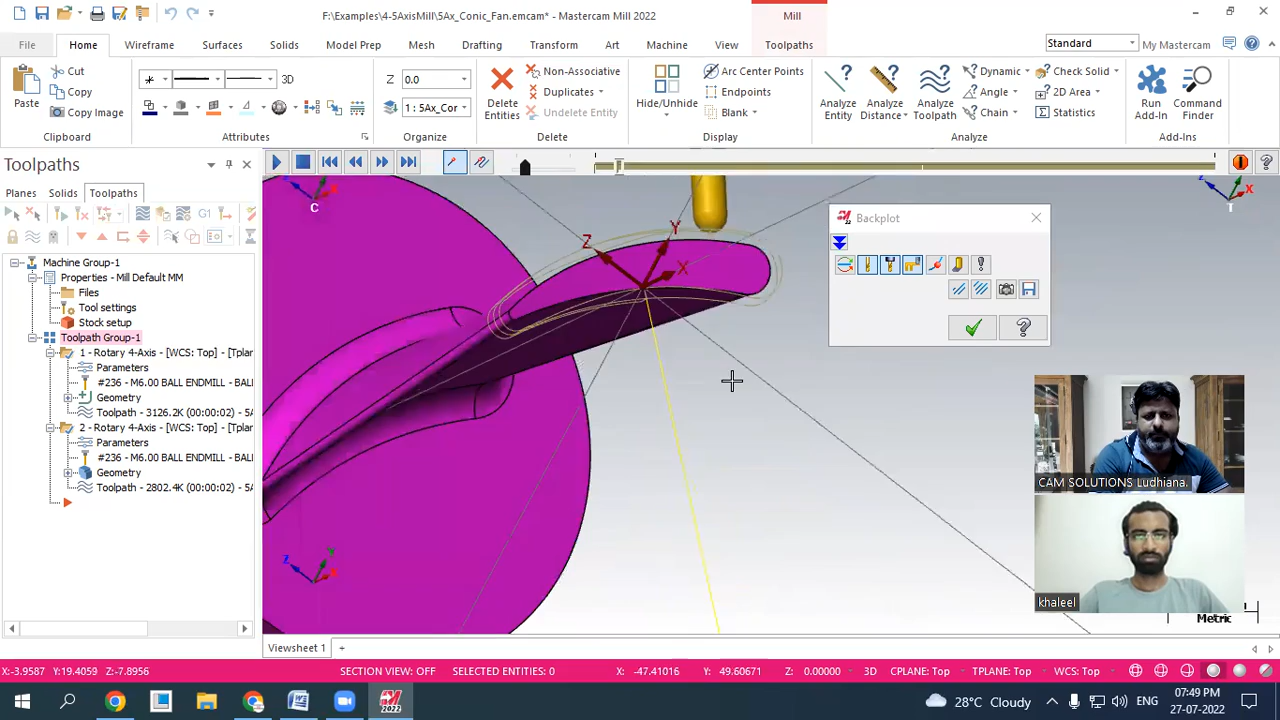 F:\Examples\4-5AxisMill\5Ax_Conic_Fan.emcam* - Mastercam Mill 2022
Mill
File
Home
Wireframe
Surfaces
Solids
Model Prep
Mesh
Drafting
Transform
Art
Machine
View
Toolpaths
Standard
My Mastercam
Paste
Cut
Copy
Copy Image
Clipboard
3D
Attributes
Z 0.0
1 : 5Ax_Cor
Organize
Delete Entities
Non-Associative
Duplicates
Undelete Entity
Delete
Hide/Unhide
Arc Center Points
Endpoints
Blank
Display
Analyze Entity
Analyze Distance
Analyze Toolpath
Dynamic
Angle
Chain
Check Solid
2D Area
Statistics
Analyze
Run Add-In
Command Finder
Add-Ins
Toolpaths
Planes
Solids
Toolpaths
G1
Machine Group-1
Properties - Mill Default MM
Files
Tool settings
Stock setup
Toolpath Group-1
1 - Rotary 4-Axis - [WCS: Top] - [Tplan
Parameters
#236 - M6.00 BALL ENDMILL - BALI
Geometry
Toolpath - 3126.2K (00:00:02) - 5A
2 - Rotary 4-Axis - [WCS: Top] - [Tplan
Parameters
#236 - M6.00 BALL ENDMILL - BALI
Geometry
Toolpath - 2802.4K (00:00:02) - 5A
C
T
X
Z
Y
X
Z
Y
Backplot
CAM SOLUTIONS Ludhiana.
khaleel
Metric
Viewsheet 1
+
X-3.9587 Y19.4059 Z-7.8956
SECTION VIEW: OFF
SELECTED ENTITIES: 0
X: -47.41016
Y: 49.60671
Z: 0.00000
3D
CPLANE: Top
TPLANE: Top
WCS: Top
2022
28°C Cloudy
ENG
07:49 PM
27-07-2022